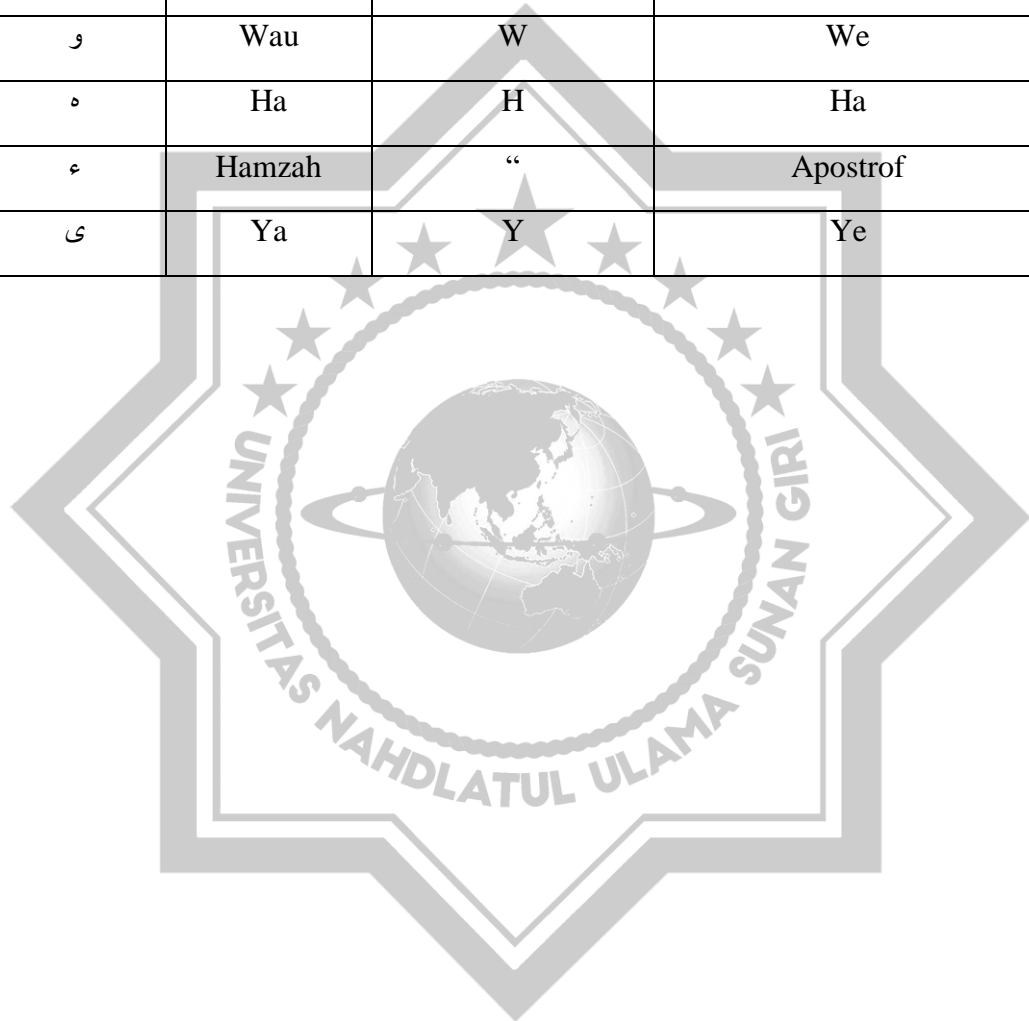 و Wau W We
ه Ha H Ha
ء Hamzah “ Apostrof
ى Ya Y Ye
UNIVERSITAS NAHDLATUL ULAMA SUNAN GIRI